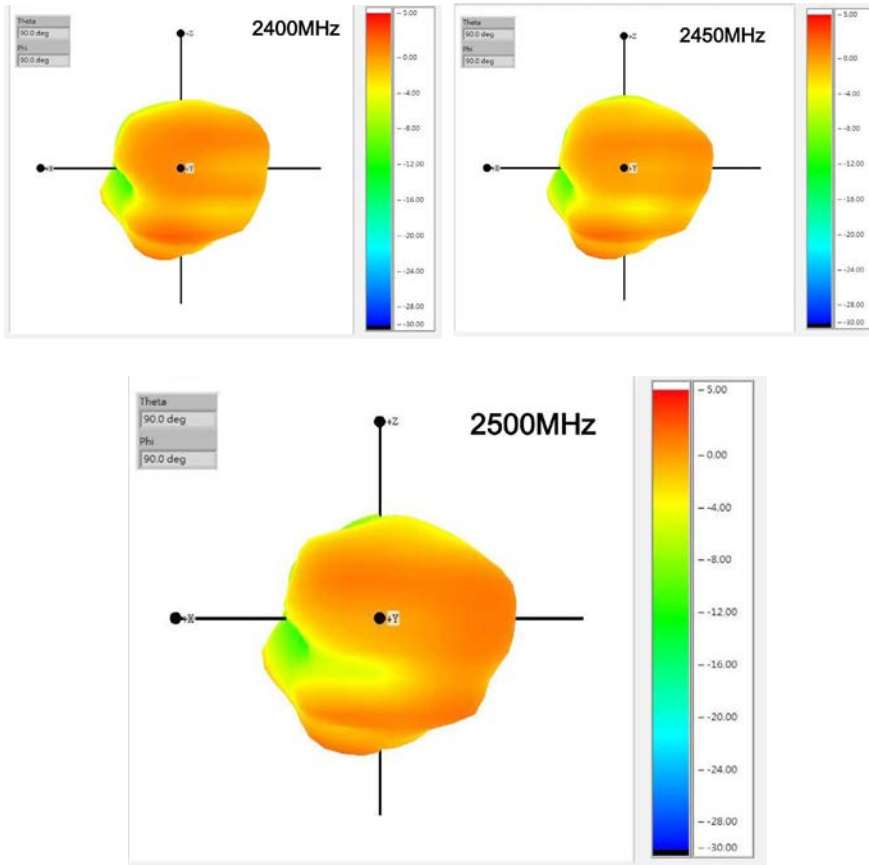 Theta
90.0 deg
Phi
90.0 deg
2400MHz
+Z
+X
+Y
5.00
0.00
-4.00
-8.00
-12.00
-16.00
-20.00
-24.00
-28.00
-30.00
Theta
90.0 deg
Phi
90.0 deg
2450MHz
+Z
+X
+Y
5.00
0.00
-4.00
-8.00
-12.00
-16.00
-20.00
-24.00
-28.00
-30.00
Theta
90.0 deg
Phi
90.0 deg
2500MHz
+Z
+X
+Y
5.00
0.00
-4.00
-8.00
-12.00
-16.00
-20.00
-24.00
-28.00
-30.00